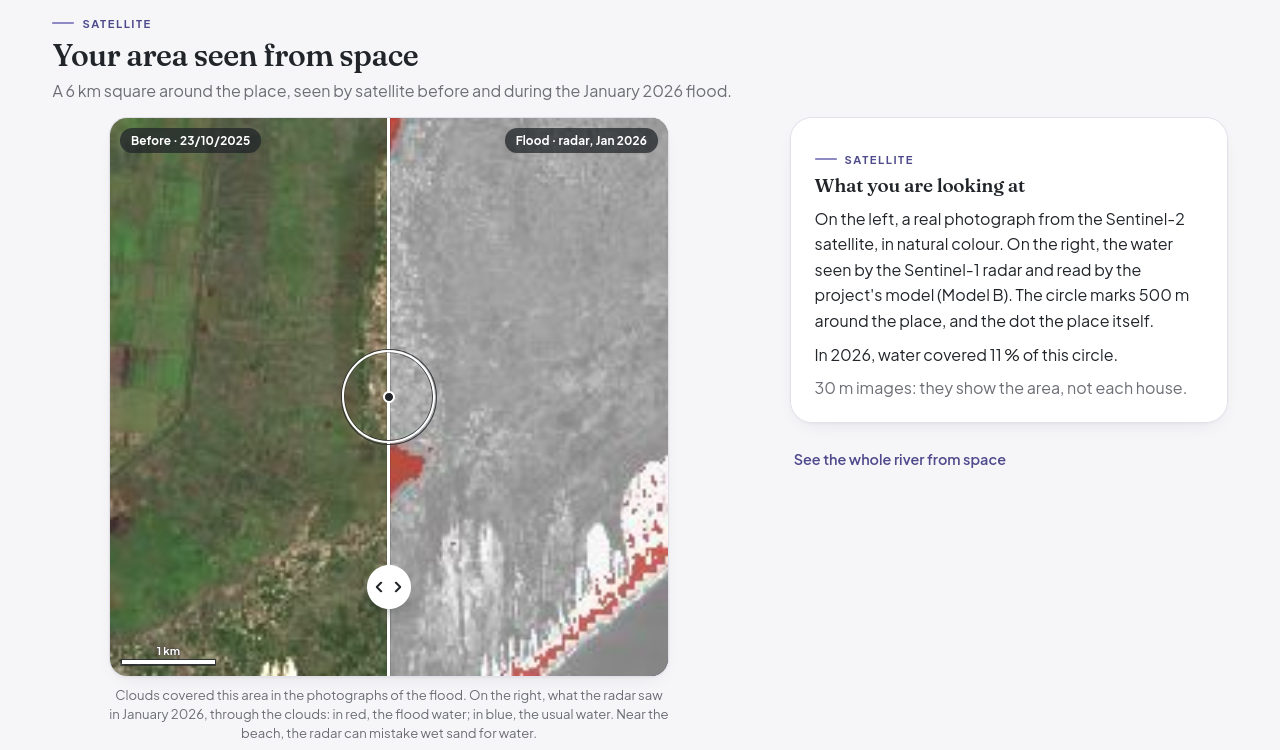 SATELLITE
Your area seen from space
A 6 km square around the place, seen by satellite before and during the January 2026 flood.
Before · 23/10/2025
Flood · radar, Jan 2026
1 km
Clouds covered this area in the photographs of the flood. On the right, what the radar saw
in January 2026, through the clouds: in red, the flood water; in blue, the usual water. Near the
beach, the radar can mistake wet sand for water.
SATELLITE
What you are looking at
On the left, a real photograph from the Sentinel-2
satellite, in natural colour. On the right, the water
seen by the Sentinel-1 radar and read by the
project's model (Model B). The circle marks 500 m
around the place, and the dot the place itself.
In 2026, water covered 11 % of this circle.
30 m images: they show the area, not each house.
See the whole river from space